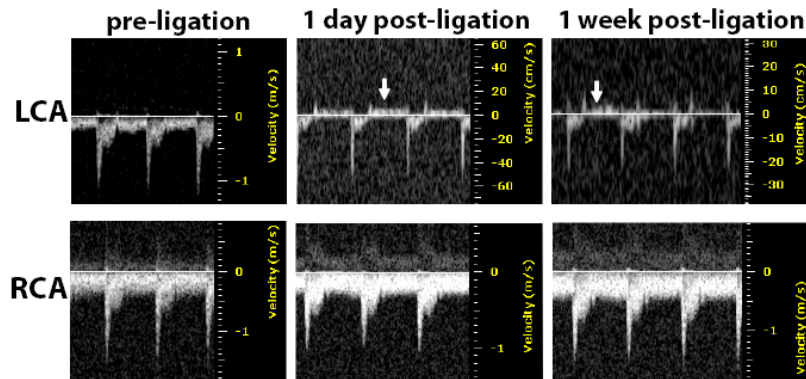 pre-ligation 1 day post-ligation 1 week post-ligation
LCA
1
0
-1
Velocity (m/s)
60
40
20
0
-20
-40
-60
Velocity (cm/s)
30
20
10
0
-10
-20
-30
Velocity (cm/s)
RCA
0
-1
Velocity (m/s)
0
-1
Velocity (m/s)
0
-1
Velocity (m/s)